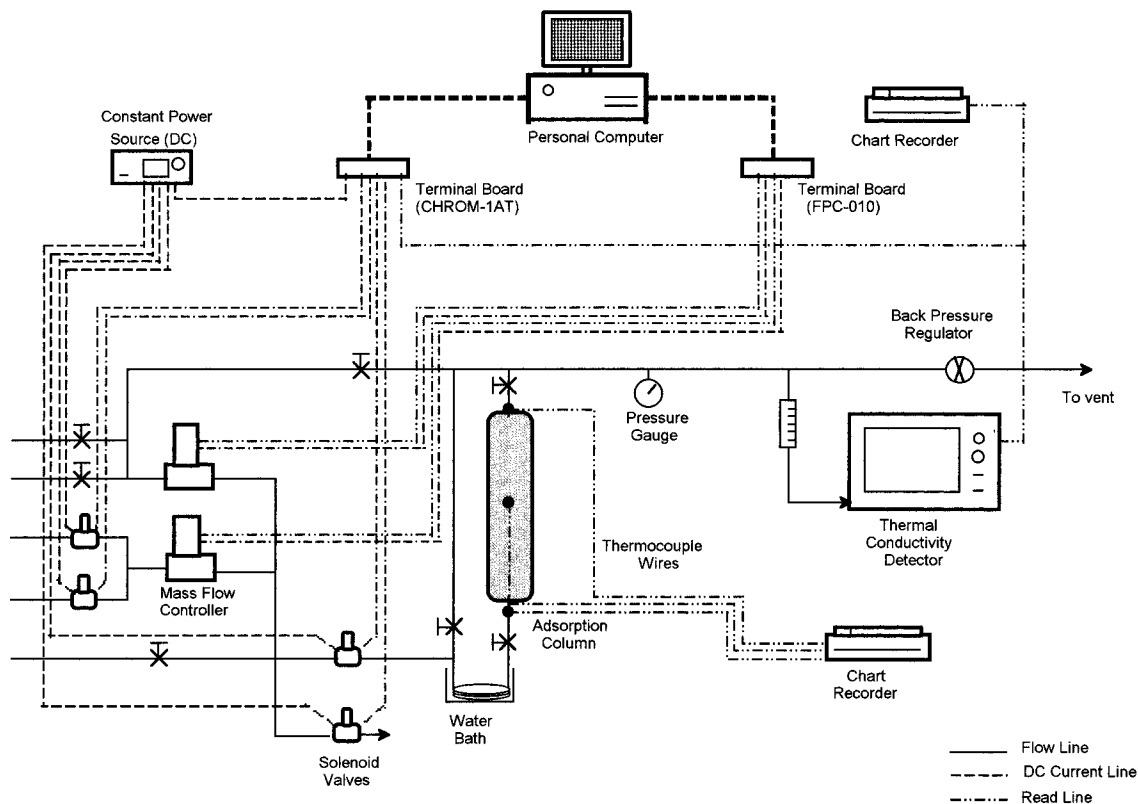 Constant Power
Source (DC)
Personal Computer
Chart Recorder
Terminal Board
(CHROM-1AT)
Terminal Board
(FPC-010)
Back Pressure
Regulator
To vent
Pressure
Gauge
Thermal
Conductivity
Detector
Thermocouple
Wires
Mass Flow
Controller
Adsorption
Column
Chart
Recorder
Water
Bath
Solenoid
Valves
Flow Line
DC Current Line
Read Line